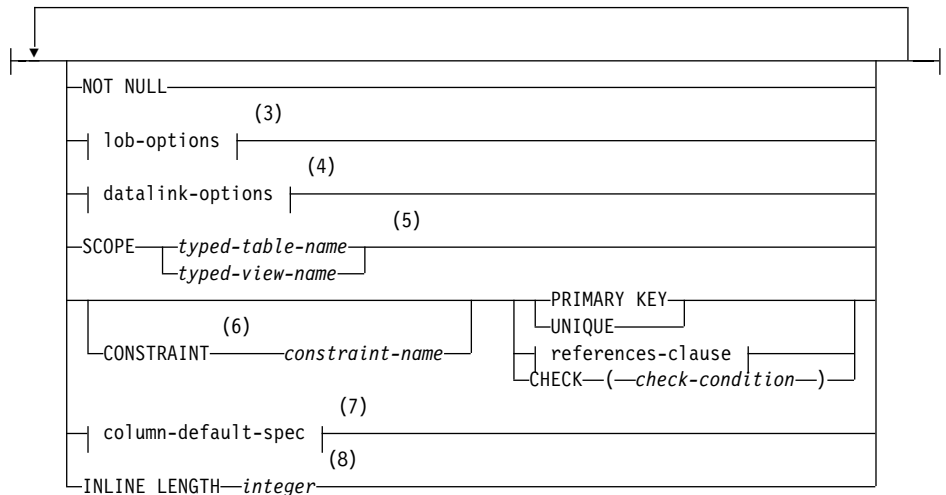 NOT NULL
(3)
lob-options
(4)
datalink-options
(5)
SCOPE typed-table-name
typed-view-name
PRIMARY KEY
(6) UNIQUE
CONSTRAINT constraint-name references-clause
CHECK ( check-condition )
(7)
column-default-spec
(8)
INLINE LENGTH integer